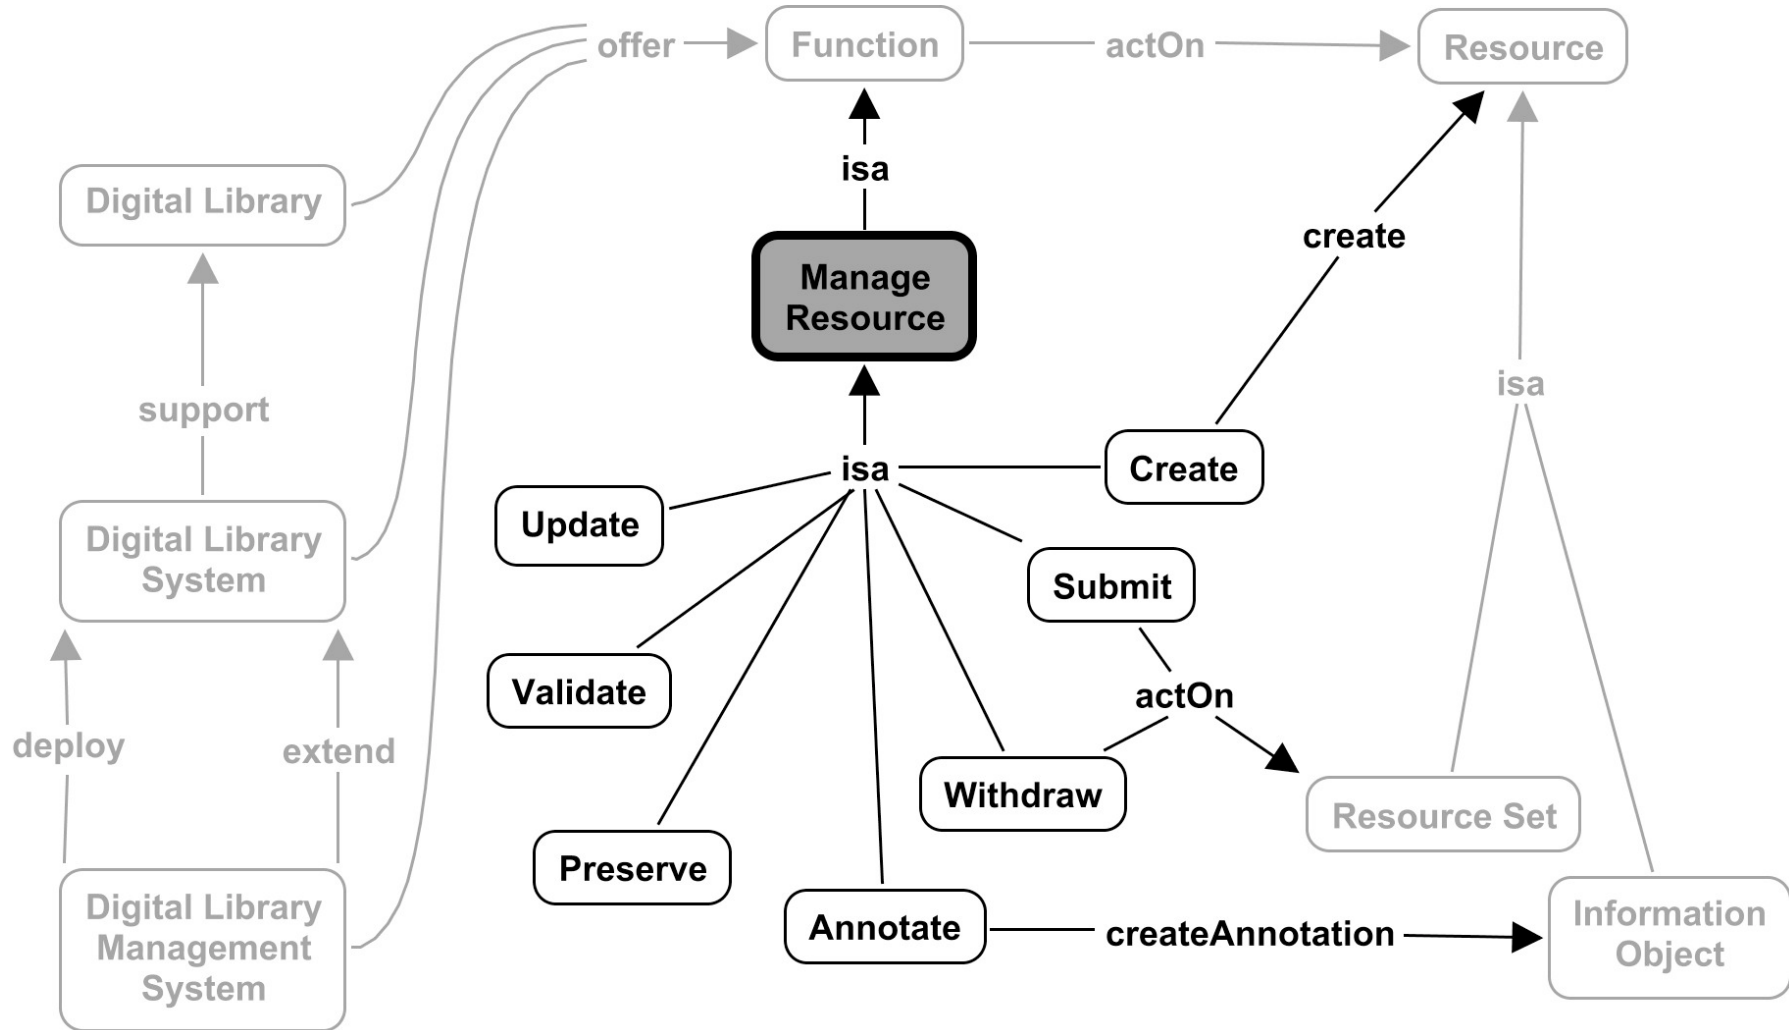 offer
Function
actOn
Resource
isa
Digital Library
create
Manage
Resource
support
isa
isa
Create
Update
Digital Library
System
Submit
Validate
actOn
deploy
extend
Withdraw
Resource Set
Preserve
Digital Library
Management
System
Annotate
createAnnotation
Information
Object